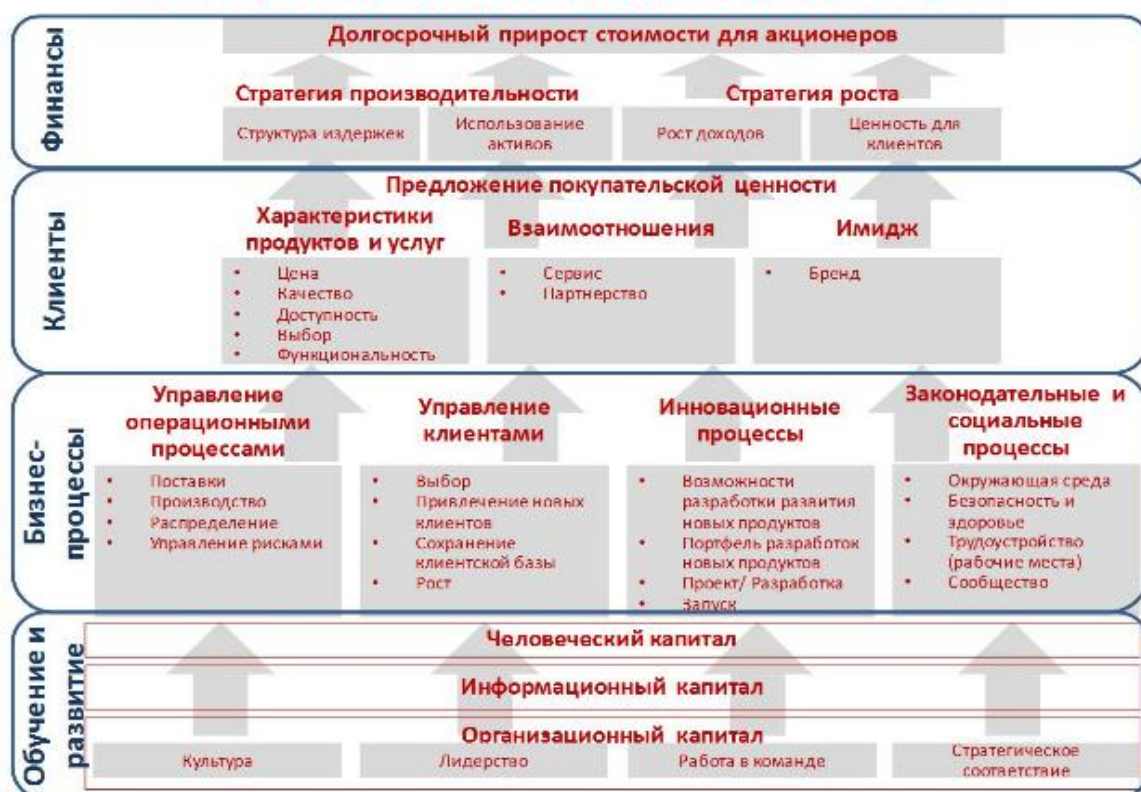 Финансы
Долгосрочный прирост стоимости для акционеров
Стратегия производительности
Стратегия роста
Структура издержек
Использование
активов
Рост доходов
Ценность для
клиентов
Клиенты
Предложение покупательской ценности
Характеристики
продуктов и услуг
Взаимоотношения
Имидж
• Цена
• Качество
• Доступность
• Выбор
• Функциональность
• Сервис
• Партнерство
• Бренд
Бизнес-
процессы
Управление
операционными
процессами
Управление
клиентами
Инновационные
процессы
Законодательные и
социальные
процессы
• Поставки
• Производство
• Распределение
• Управление рисками
• Выбор
• Привлечение новых
клиентов
• Сохранение
клиентской базы
• Рост
• Возможности
разработки развития
новых продуктов
• Портфель разработок
новых продуктов
• Проект/ Разработка
• Запуск
• Окружающая среда
• Безопасность и
здоровье
• Трудоустройство
(рабочие места)
• Сообщество
Обучение и
развитие
Человеческий капитал
Информационный капитал
Организационный капитал
Культура
Лидерство
Работа в команде
Стратегическое
соответствие